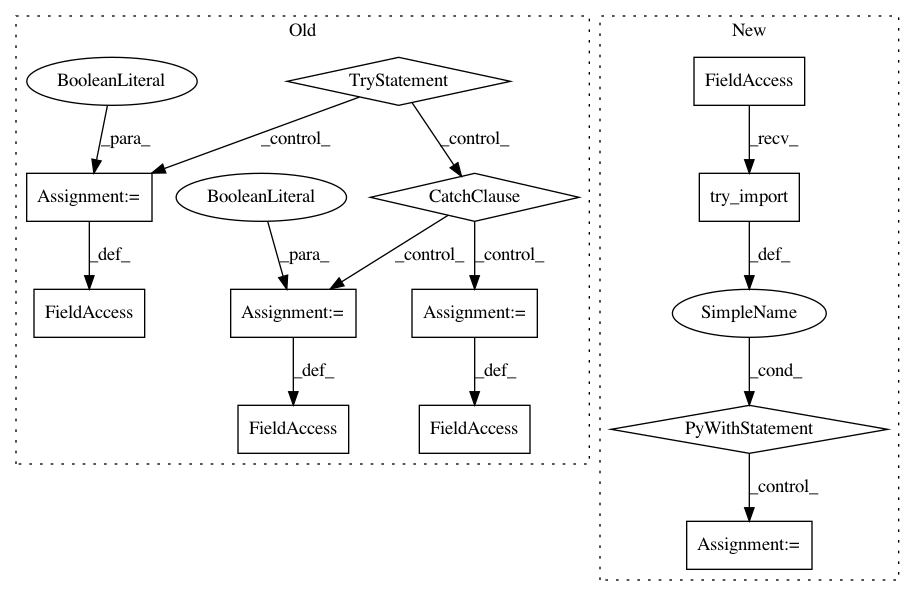 Old
New
BooleanLiteral
TryStatement
FieldAccess
_para_
_control_
_control_
_recv_
Assignment:=
BooleanLiteral
CatchClause
try_import
_def_
_para_
_control_
_control_
_def_
FieldAccess
Assignment:=
Assignment:=
SimpleName
_def_
_def_
_cond_
FieldAccess
FieldAccess
PyWithStatement
_control_
Assignment:=